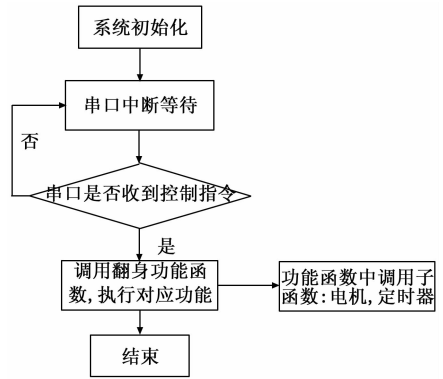 系统初始化
串口中断等待
否
串口是否收到控制指令
是
调用翻身功能函
数,执行对应功能
功能函数中调用子
函数:电机,定时器
结束